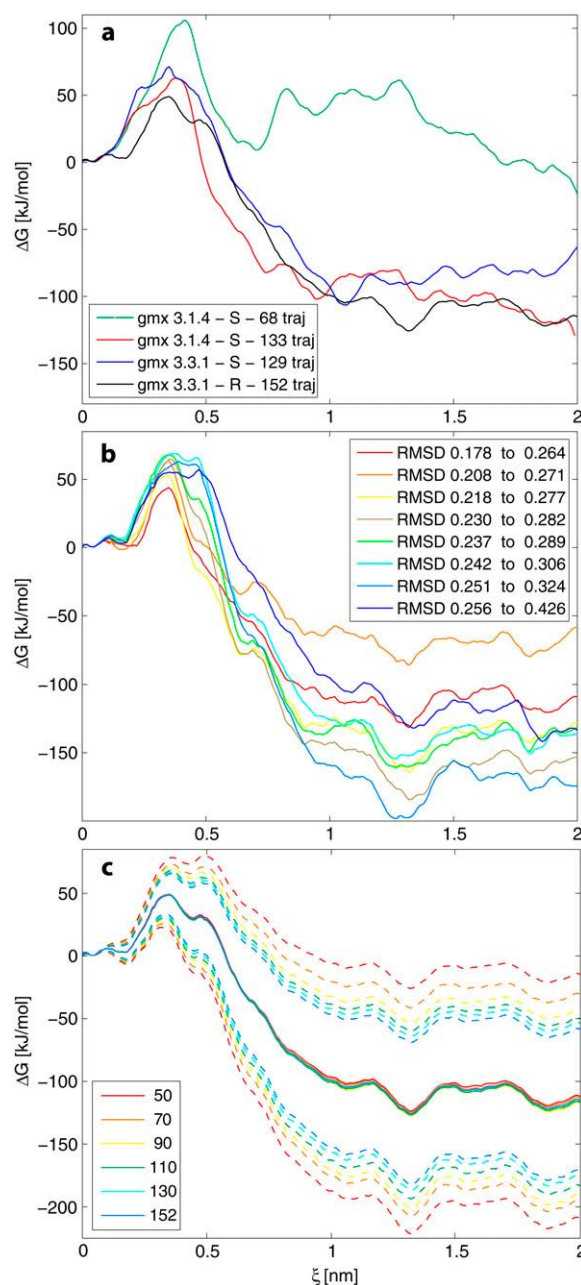 a
100
50
0
−50
−100
−150
ΔG [kJ/mol]
gmx 3.1.4 − S − 68 traj
gmx 3.1.4 − S − 133 traj
gmx 3.3.1 − S − 129 traj
gmx 3.3.1 − R − 152 traj
0 0.5 1 1.5 2
b
50
0
−50
−100
−150
ΔG [kJ/mol]
RMSD 0.178 to 0.264
RMSD 0.208 to 0.271
RMSD 0.218 to 0.277
RMSD 0.230 to 0.282
RMSD 0.237 to 0.289
RMSD 0.242 to 0.306
RMSD 0.251 to 0.324
RMSD 0.256 to 0.426
0 0.5 1 1.5 2
c
50
0
−50
−100
−150
−200
ΔG [kJ/mol]
50
70
90
110
130
152
0 0.5 1 1.5 2
ξ [nm]